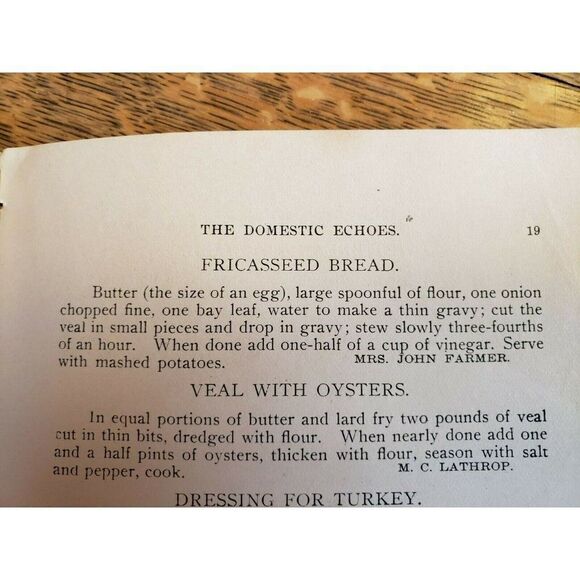 THE DOMESTIC ECHOES. 19
FRICASSEED BREAD.
Butter (the size of an egg), large spoonful of flour, one onion
chopped fine, one bay leaf, water to make a thin gravy; cut the
veal in small pieces and drop in gravy; stew slowly three-fourths
of an hour. When done add one-half of a cup of vinegar. Serve
with mashed potatoes. MRS. JOHN FARMER.
VEAL WITH OYSTERS.
In equal portions of butter and lard fry two pounds of veal
cut in thin bits, dredged with flour. When nearly done add one
and a half pints of oysters, thicken with flour, season with salt
and pepper, cook. M. C. LATHROP.
DRESSING FOR TURKEY.